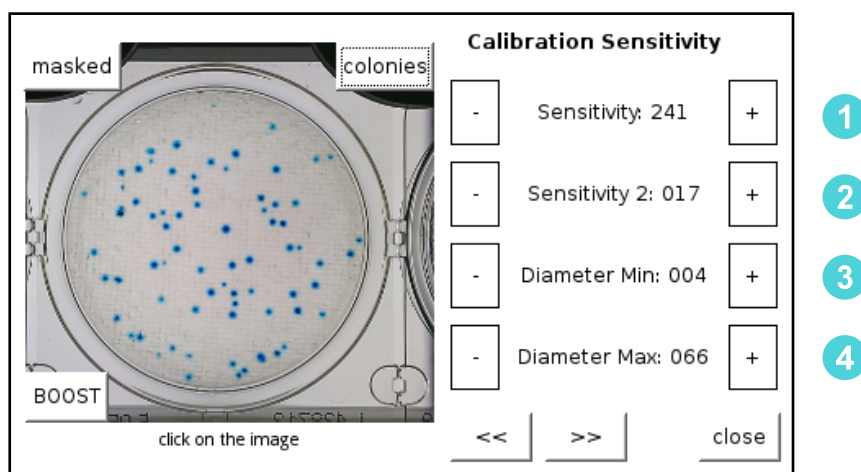 masked
colonies
BOOST
click on the image
Calibration Sensitivity
- Sensitivity: 241 +
1
- Sensitivity 2: 017 +
2
- Diameter Min: 004 +
3
- Diameter Max: 066 +
4
<< >> close